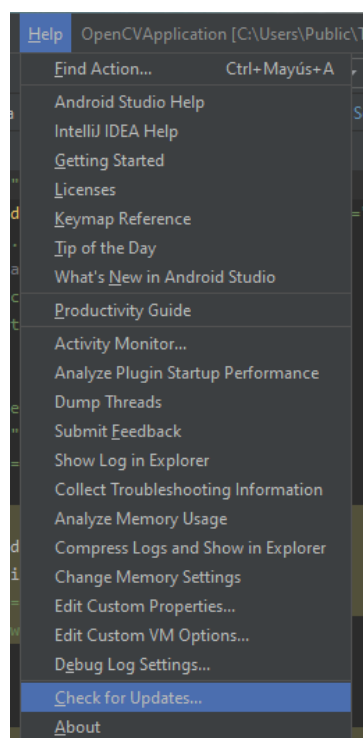 Help OpenCVApplication [C:\Users\Public\
Find Action... Ctrl+Mayús+A
Android Studio Help
IntelliJ IDEA Help
Getting Started
Licenses
Keymap Reference
Tip of the Day
What's New in Android Studio
Productivity Guide
Activity Monitor...
Analyze Plugin Startup Performance
Dump Threads
Submit Feedback
Show Log in Explorer
Collect Troubleshooting Information
Analyze Memory Usage
Compress Logs and Show in Explorer
Change Memory Settings
Edit Custom Properties...
Edit Custom VM Options...
Debug Log Settings...
Check for Updates...
About